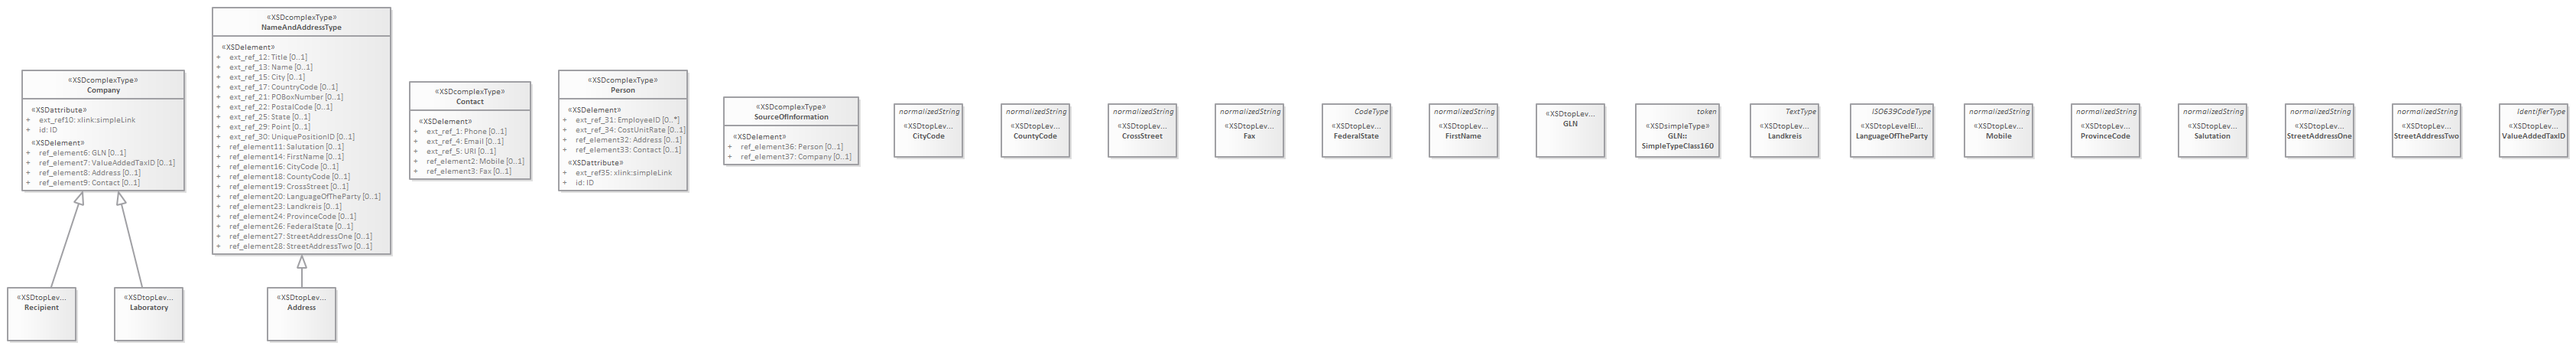 «XSDcomplexType»
Company
«XSDattribute»
+ ext_ref10: xlink:simpleLink
+ id: ID
«XSDelement»
+ ref_element6: GLN [0..1]
+ ref_element7: ValueAddedTaxID [0..1]
+ ref_element8: Address [0..1]
+ ref_element9: Contact [0..1]
«XSDtopLev...
Recipient
«XSDtopLev...
Laboratory
«XSDcomplexType»
NameAndAddressType
«XSDelement»
+ ext_ref_12: Title [0..1]
+ ext_ref_13: Name [0..1]
+ ext_ref_15: City [0..1]
+ ext_ref_17: CountryCode [0..1]
+ ext_ref_21: POBoxNumber [0..1]
+ ext_ref_22: PostalCode [0..1]
+ ext_ref_25: State [0..1]
+ ext_ref_29: Point [0..1]
+ ext_ref_30: UniquePositionID [0..1]
+ ref_element11: Salutation [0..1]
+ ref_element14: FirstName [0..1]
+ ref_element16: CityCode [0..1]
+ ref_element18: CountyCode [0..1]
+ ref_element19: CrossStreet [0..1]
+ ref_element20: LanguageOfTheParty [0..1]
+ ref_element23: Landkreis [0..1]
+ ref_element24: ProvinceCode [0..1]
+ ref_element26: FederalState [0..1]
+ ref_element27: StreetAddressOne [0..1]
+ ref_element28: StreetAddressTwo [0..1]
«XSDtopLev...
Address
«XSDcomplexType»
Contact
«XSDelement»
+ ext_ref_1: Phone [0..1]
+ ext_ref_4: Email [0..1]
+ ext_ref_5: URI [0..1]
+ ref_element2: Mobile [0..1]
+ ref_element3: Fax [0..1]
«XSDcomplexType»
Person
«XSDelement»
+ ext_ref_31: EmployeeID [0..*]
+ ext_ref_34: CostUnitRate [0..1]
+ ref_element32: Address [0..1]
+ ref_element33: Contact [0..1]
«XSDattribute»
+ ext_ref35: xlink:simpleLink
+ id: ID
«XSDcomplexType»
SourceOfInformation
«XSDelement»
+ ref_element36: Person [0..1]
+ ref_element37: Company [0..1]
normalizedString
«XSDtopLev...
CityCode
normalizedString
«XSDtopLev...
CountyCode
normalizedString
«XSDtopLev...
CrossStreet
normalizedString
«XSDtopLev...
Fax
CodeType
«XSDtopLev...
FederalState
normalizedString
«XSDtopLev...
FirstName
«XSDtopLev...
GLN
token
«XSDsimpleType»
GLN::
SimpleTypeClass160
TextType
«XSDtopLev...
Landkreis
ISO639CodeType
«XSDtopLevelEl...
LanguageOfTheParty
normalizedString
«XSDtopLev...
Mobile
normalizedString
«XSDtopLev...
ProvinceCode
normalizedString
«XSDtopLev...
Salutation
normalizedString
«XSDtopLev...
StreetAddressOne
normalizedString
«XSDtopLev...
StreetAddressTwo
IdentifierType
«XSDtopLev...
ValueAddedTaxID